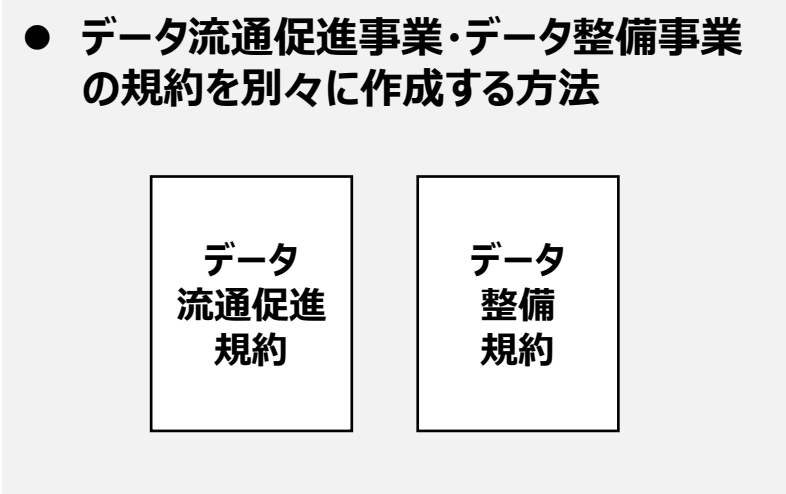 ● データ流通促進事業・データ整備事業
の規約を別々に作成する方法
データ
流通促進
規約
データ
整備
規約